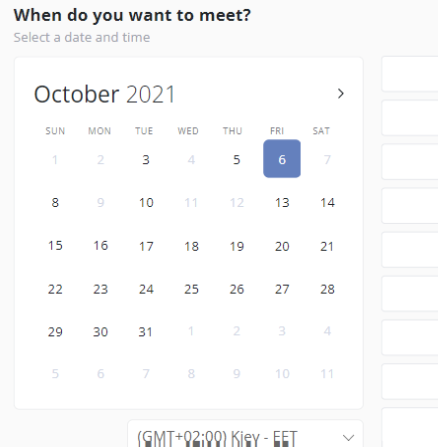 When do you want to meet?
Select a date and time
October 2021
SUN MON TUE WED THU FRI SAT
1 2 3 4 5 6 7
8 9 10 11 12 13 14
15 16 17 18 19 20 21
22 23 24 25 26 27 28
29 30 31 1 2 3 4
5 6 7 8 9 10 11
(GMT+02:00) Kiev - EET